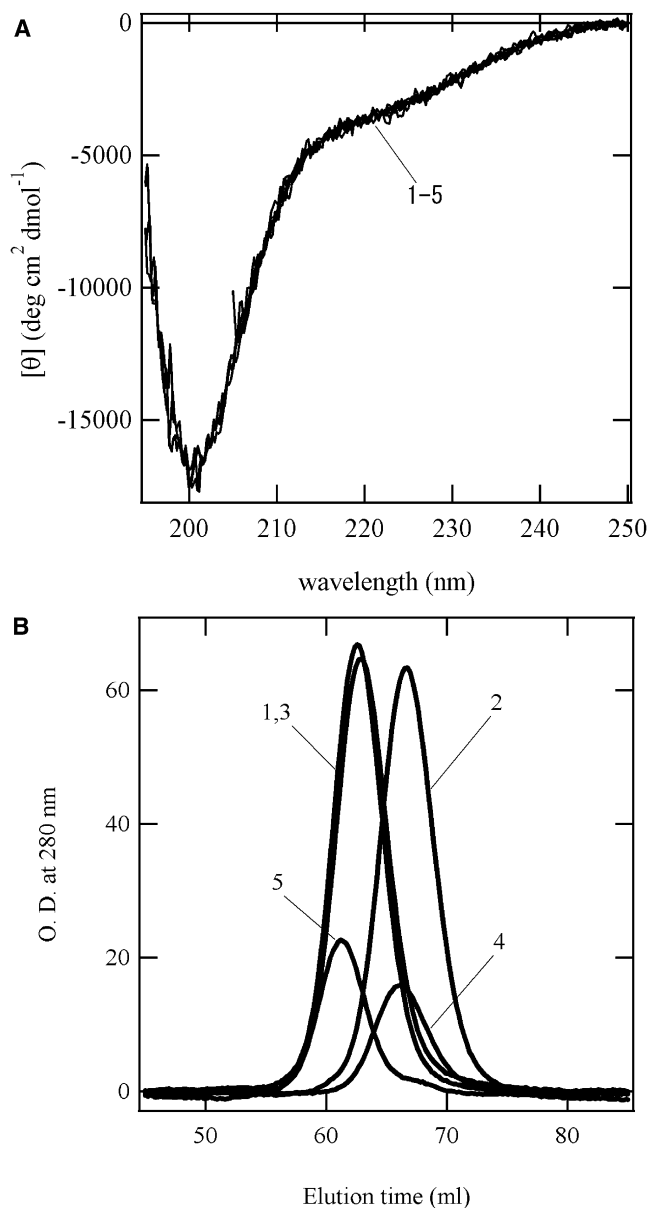 A
0
-5000
-10000
-15000
[θ] (deg cm² dmol⁻¹)
1-5
200 210 220 230 240 250
wavelength (nm)
B
60
40
20
0
O. D. at 280 nm
1,3
2
5
4
50 60 70 80
Elution time (ml)